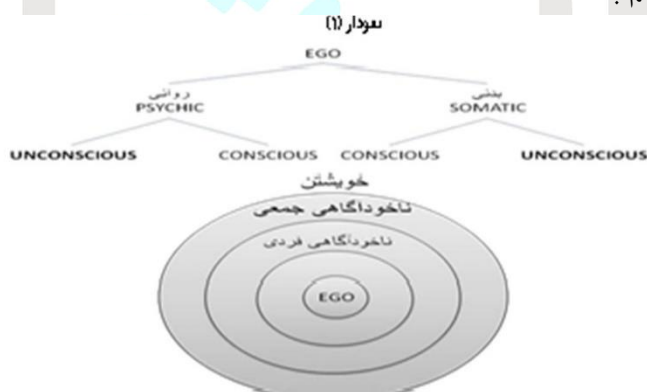 نمودار (۱)
EGO
روانی بدنی
PSYCHIC SOMATIC
UNCONSCIOUS CONSCIOUS CONSCIOUS UNCONSCIOUS
خویشتن
ناخودآگاهی جمعی
ناخودآگاهی فردی
EGO